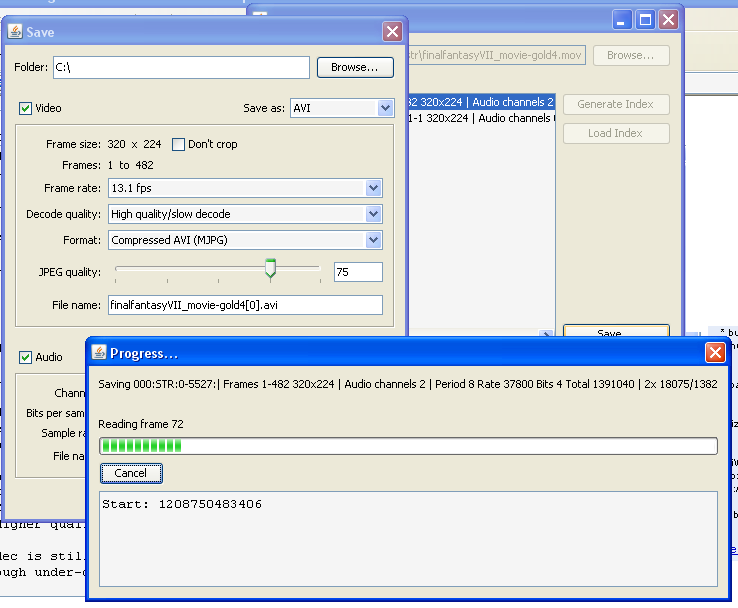 Save
Folder: C:\ Browse...
str\finalfantasyVII_movie-gold4.mov Browse...
Video Save as: AVI
82 320x224 | Audio channels 2
1-1 320x224 | Audio channels
Generate Index
Load Index
Frame size: 320 x 224 Don't crop
Frames: 1 to 482
Frame rate: 13.1 fps
Decode quality: High quality/slow decode
Format: Compressed AVI (MJPG)
JPEG quality: 75
File name: finalfantasyVII_movie-gold4[0].avi
Save...
Audio
Chann
Bits per sam
Sample ra
File na
Progress...
Saving 000:STR:0-5527:| Frames 1-482 320x224 | Audio channels 2 | Period 8 Rate 37800 Bits 4 Total 1391040 | 2x 18075/1382
Reading frame 72
Cancel
Start: 1208750483406
igher qual
dec is stil
ough under-